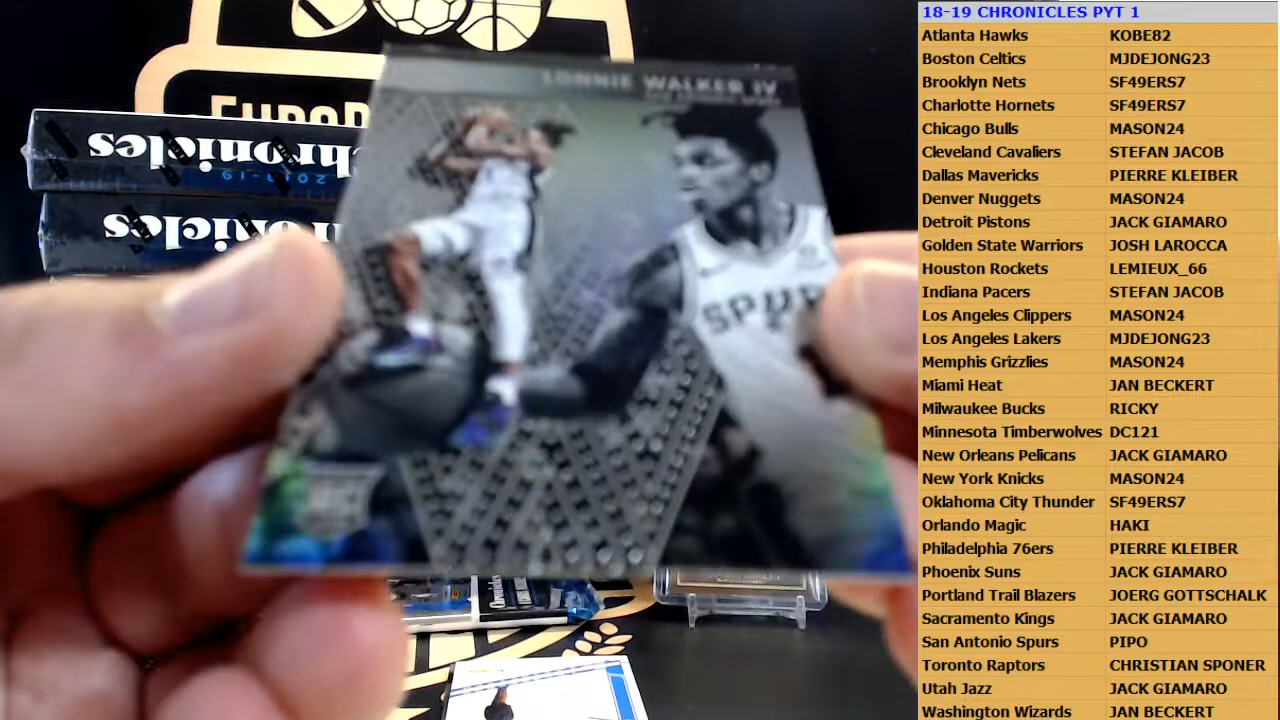 18-19 CHRONICLES PYT 1
Atlanta Hawks KOBE82
Boston Celtics MJDEJONG23
Brooklyn Nets SF49ERS7
Charlotte Hornets SF49ERS7
Chicago Bulls MASON24
Cleveland Cavaliers STEFAN JACOB
Dallas Mavericks PIERRE KLEIBER
Denver Nuggets MASON24
Detroit Pistons JACK GIAMARO
Golden State Warriors JOSH LAROCCA
Houston Rockets LEMIEUX_66
Indiana Pacers STEFAN JACOB
Los Angeles Clippers MASON24
Los Angeles Lakers MJDEJONG23
Memphis Grizzlies MASON24
Miami Heat JAN BECKERT
Milwaukee Bucks RICKY
Minnesota Timberwolves DC121
New Orleans Pelicans JACK GIAMARO
New York Knicks MASON24
Oklahoma City Thunder SF49ERS7
Orlando Magic HAKI
Philadelphia 76ers PIERRE KLEIBER
Phoenix Suns JACK GIAMARO
Portland Trail Blazers JOERG GOTTSCHALK
Sacramento Kings JACK GIAMARO
San Antonio Spurs PIPO
Toronto Raptors CHRISTIAN SPONER
Utah Jazz JACK GIAMARO
Washington Wizards JAN BECKERT
LONNIE WALKER IV
SPUR
Chronicles
2018-19
Chronicles
Chronicles